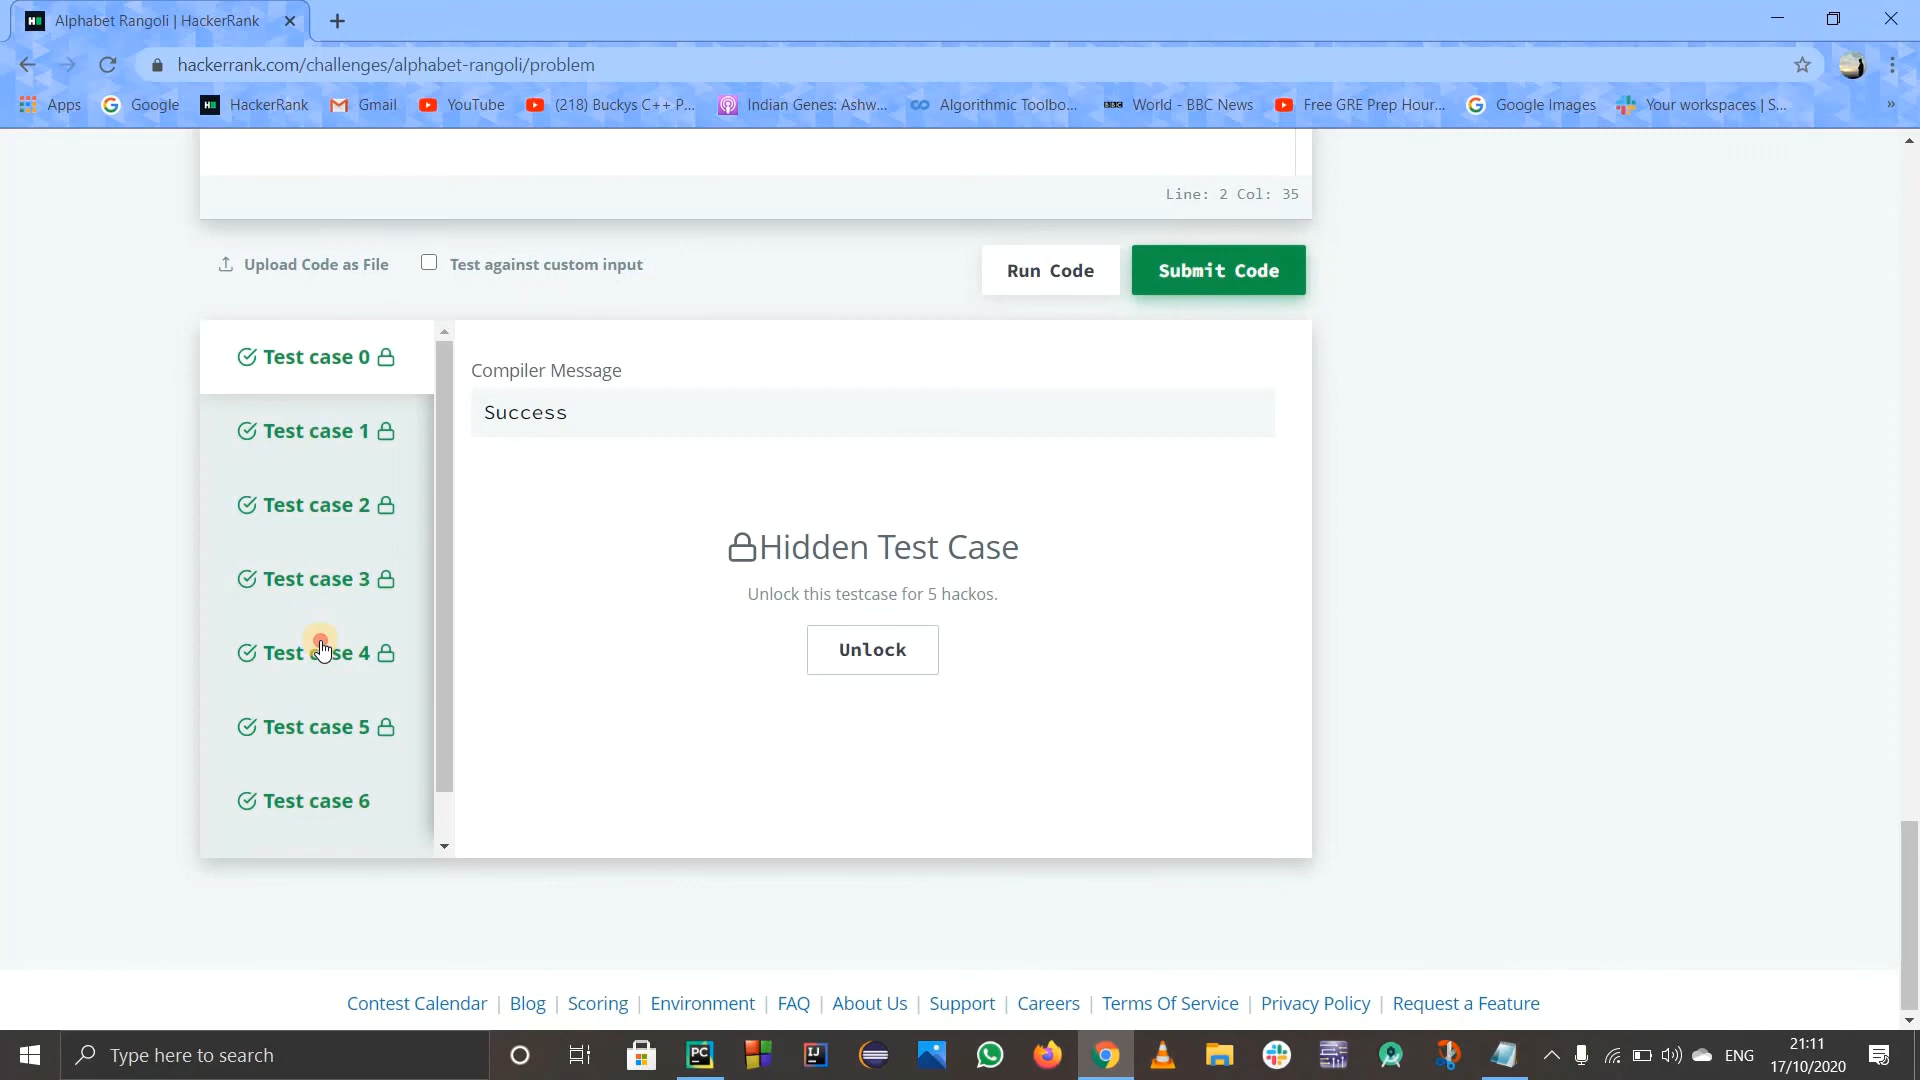 Alphabet Rangoli | HackerRank
hackerrank.com/challenges/alphabet-rangoli/problem
Apps Google HackerRank Gmail YouTube (218) Buckys C++ P... Indian Genes: Ashw... Algorithmic Toolbo... World - BBC News Free GRE Prep Hour... Google Images Your workspaces | S... »
Line: 2 Col: 35
Upload Code as File Test against custom input Run Code Submit Code
Test case 0
Compiler Message
Success
Test case 1
Test case 2
Hidden Test Case
Test case 3
Unlock this testcase for 5 hackos.
Unlock
Test case 4
Test case 5
Test case 6
Contest Calendar | Blog | Scoring | Environment | FAQ | About Us | Support | Careers | Terms Of Service | Privacy Policy | Request a Feature
Type here to search
ENG
21:11
17/10/2020